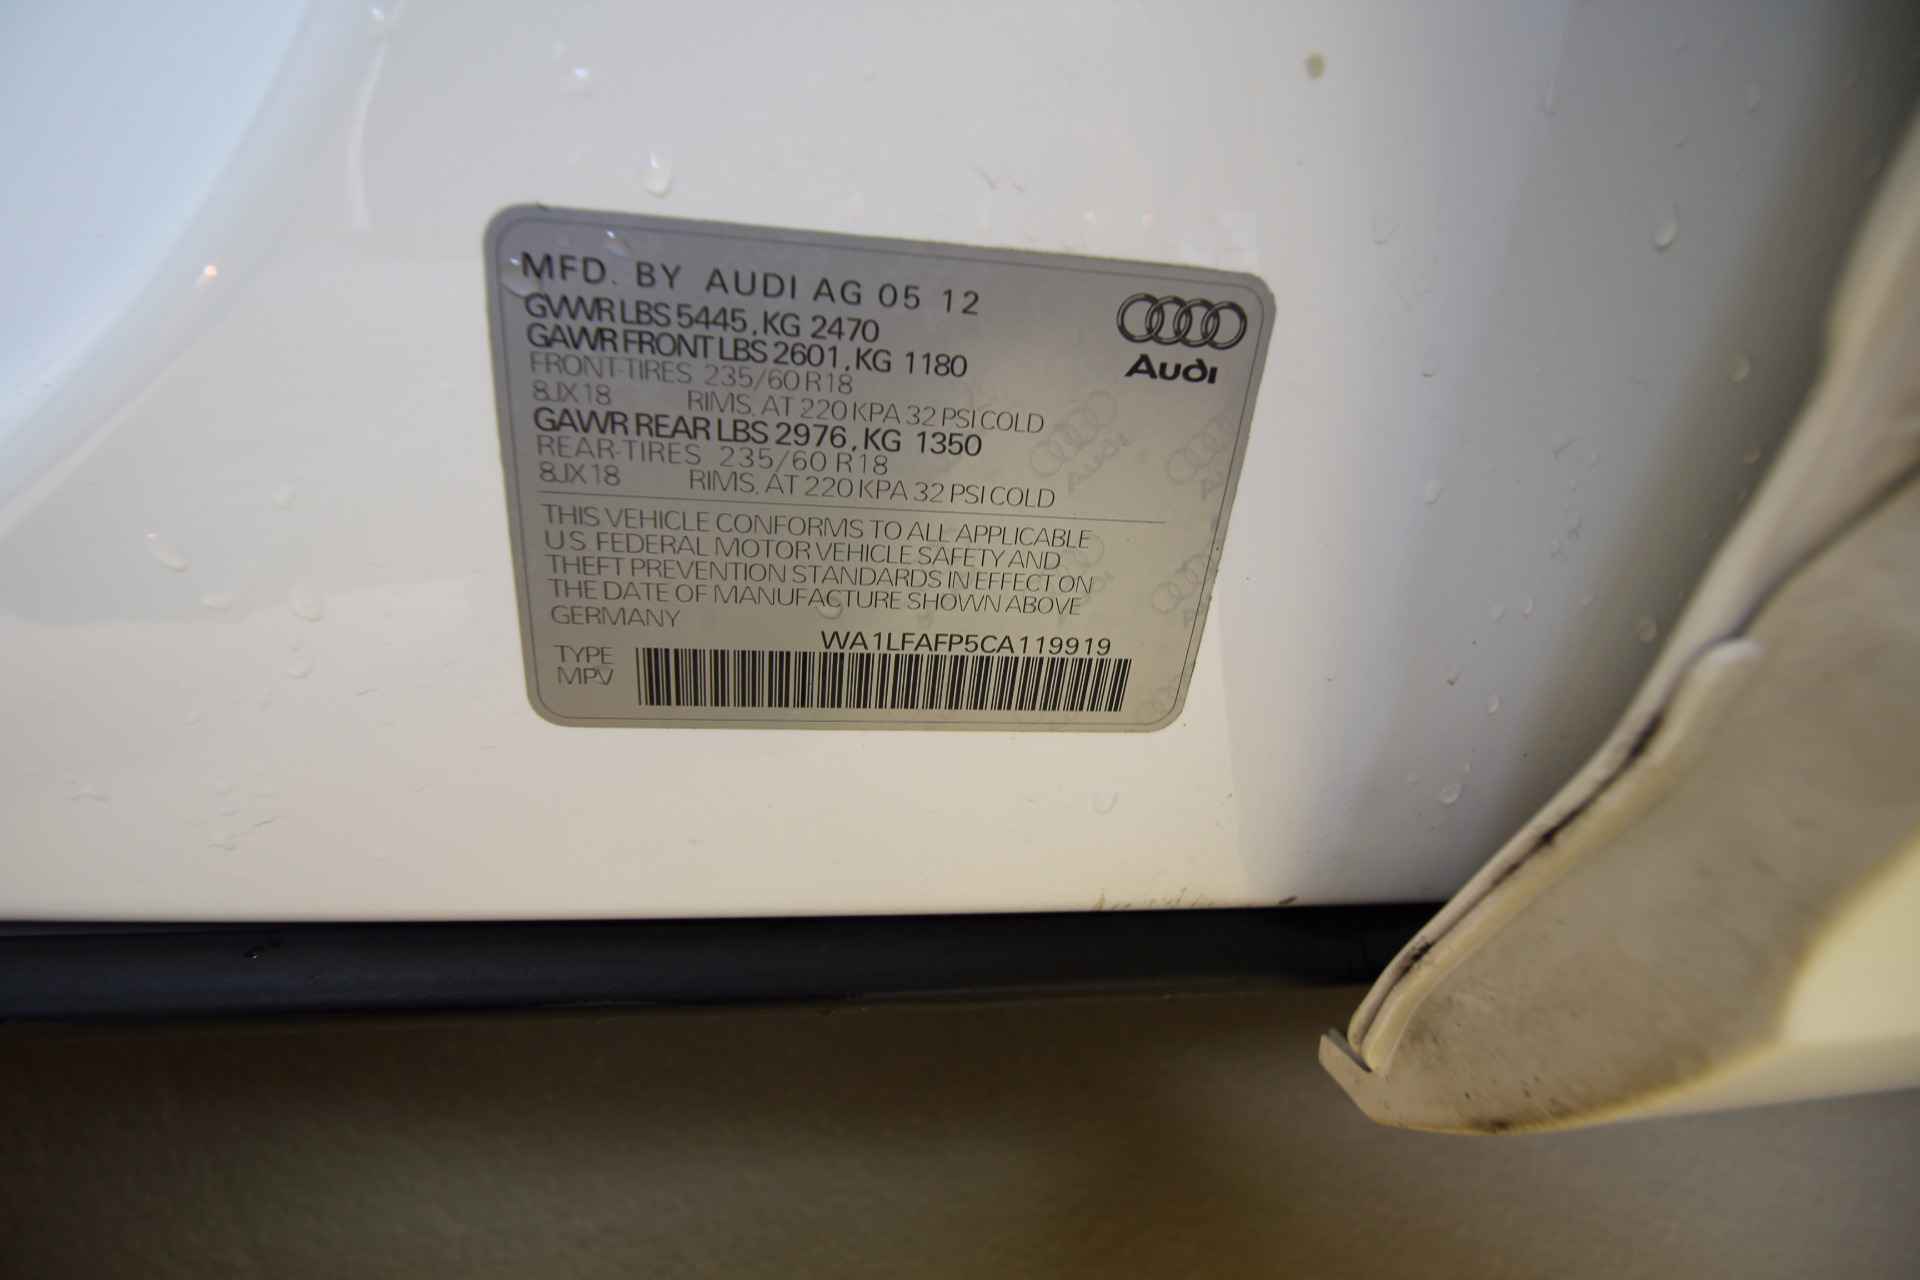 MFD. BY AUDI AG 05 12
GVWR LBS 5445, KG 2470
GAWR FRONT LBS 2601, KG 1180
FRONT-TIRES 235/60 R18
8JX18 RIMS, AT 220 KPA 32 PSI COLD
GAWR REAR LBS 2976, KG 1350
REAR-TIRES 235/60 R18
8JX18 RIMS, AT 220 KPA 32 PSI COLD
Audi
THIS VEHICLE CONFORMS TO ALL APPLICABLE
US FEDERAL MOTOR VEHICLE SAFETY AND
THEFT PREVENTION STANDARDS IN EFFECT ON
THE DATE OF MANUFACTURE SHOWN ABOVE
GERMANY
WA1LFAFP5CA119919
TYPE
MPV